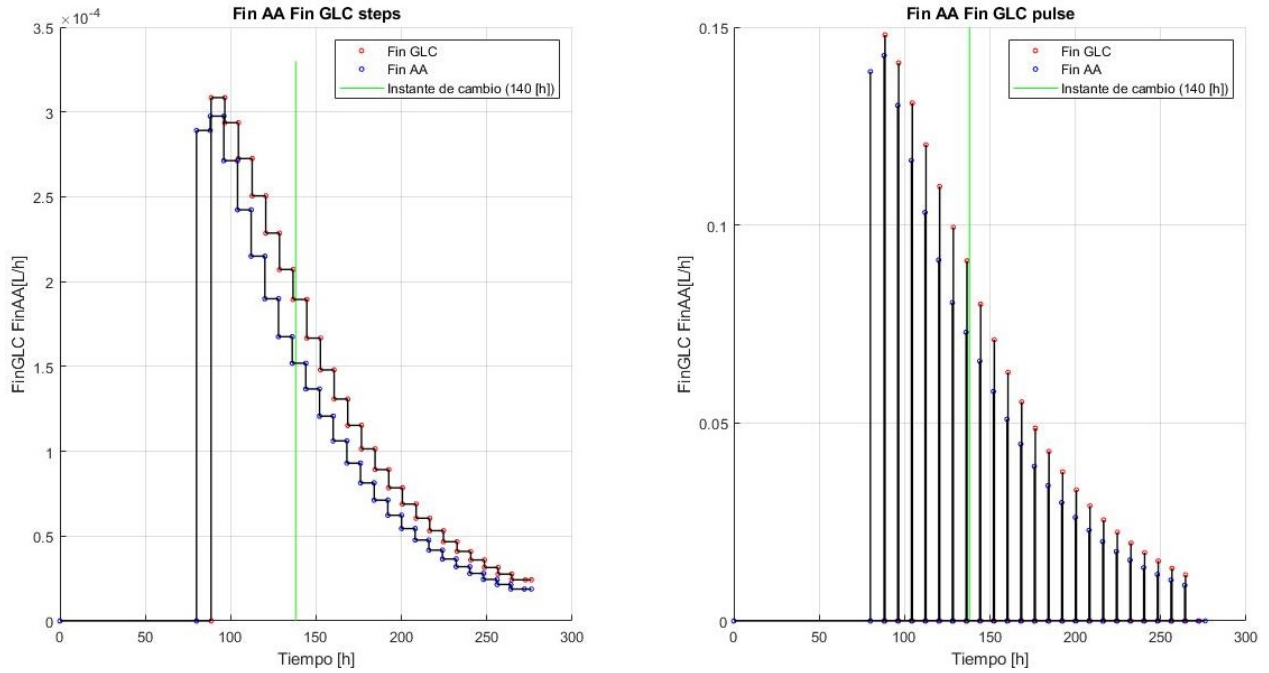 Fin AA Fin GLC steps
×10⁻⁴
3.5
3
2.5
2
1.5
1
0.5
0
FinGLC FinAA[L/h]
Fin GLC
Fin AA
Instante de cambio (140 [h])
0 50 100 150 200 250 300
Tiempo [h]
Fin AA Fin GLC pulse
0.15
0.1
0.05
0
FinGLC FinAA[L/h]
Fin GLC
Fin AA
Instante de cambio (140 [h])
0 50 100 150 200 250 300
Tiempo [h]